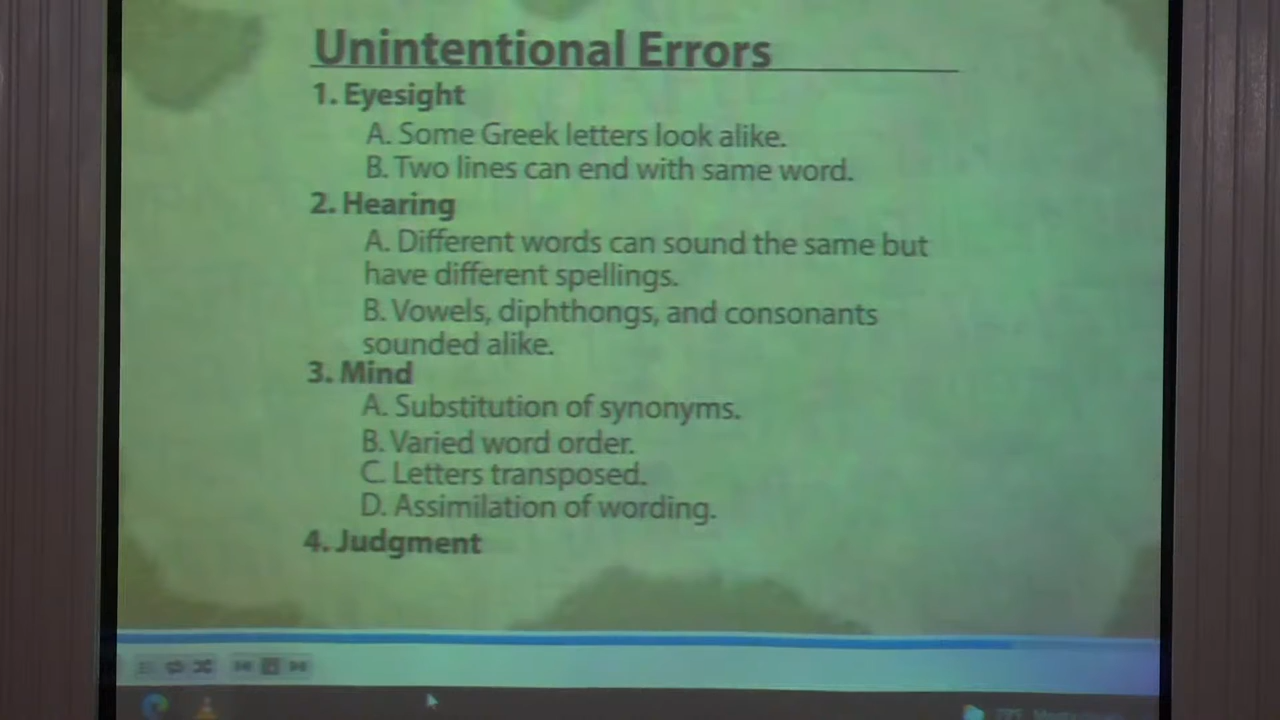 Unintentional Errors
1. Eyesight
A. Some Greek letters look alike.
B. Two lines can end with same word.
2. Hearing
A. Different words can sound the same but
have different spellings.
B. Vowels, diphthongs, and consonants
sounded alike.
3. Mind
A. Substitution of synonyms.
B. Varied word order.
C. Letters transposed.
D. Assimilation of wording.
4. Judgment